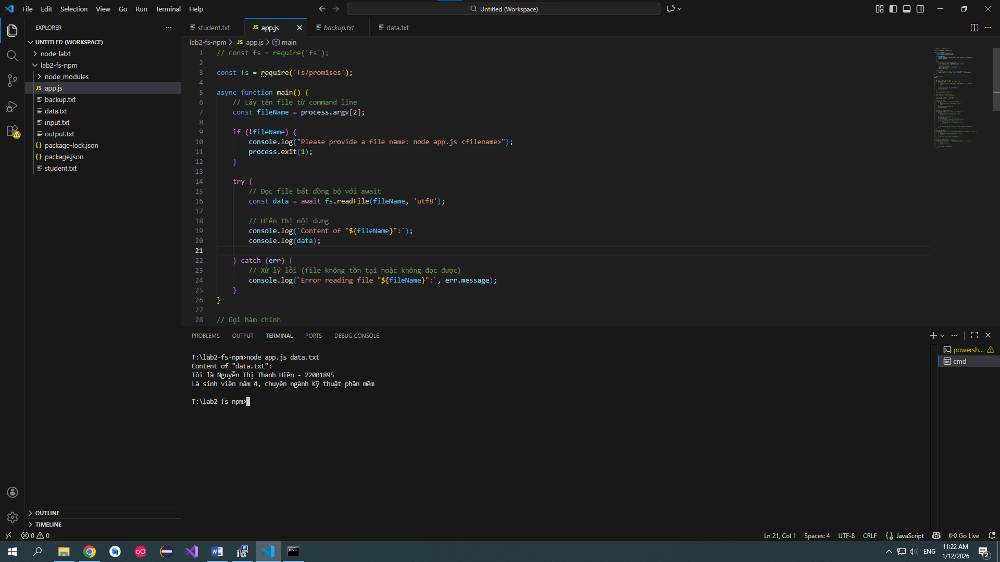 File Edit Selection View Go Run Terminal Help
Untitled (Workspace)
EXPLORER
UNTITLED (WORKSPACE)
node-lab1
lab2-fs-npm
node_modules
JS app.js
backup.txt
data.txt
input.txt
output.txt
{} package-lock.json
{} package.json
student.txt
OUTLINE
TIMELINE
student.txt
JS app.js
backup.txt
data.txt
lab2-fs-npm > JS app.js > main
1 // const fs = require('fs');
2
3 const fs = require('fs/promises');
4
5 async function main() {
6 // Lấy tên file từ command line
7 const fileName = process.argv[2];
8
9 if (!fileName) {
10 console.log("Please provide a file name: node app.js <filename>");
11 process.exit(1);
12 }
13
14 try {
15 // Đọc file bất đồng bộ với await
16 const data = await fs.readFile(fileName, 'utf8');
17
18 // Hiển thị nội dung
19 console.log(`Content of "${fileName}":`);
20 console.log(data);
21
22 } catch (err) {
23 // Xử lý lỗi (file không tồn tại hoặc không đọc được)
24 console.log(`Error reading file "${fileName}":`, err.message);
25 }
26 }
27
28 // Gọi hàm chính
PROBLEMS OUTPUT TERMINAL PORTS DEBUG CONSOLE
T:\lab2-fs-npm>node app.js data.txt
Content of "data.txt":
Tôi là Nguyễn Thị Thanh Hiền - 22001895
Là sinh viên năm 4, chuyên ngành Kỹ thuật phần mềm
T:\lab2-fs-npm>
powersh...
cmd
0 0
Ln 21, Col 1 Spaces: 4 UTF-8 CRLF {} JavaScript Go Live
ENG
11:22 AM
1/12/2026
2